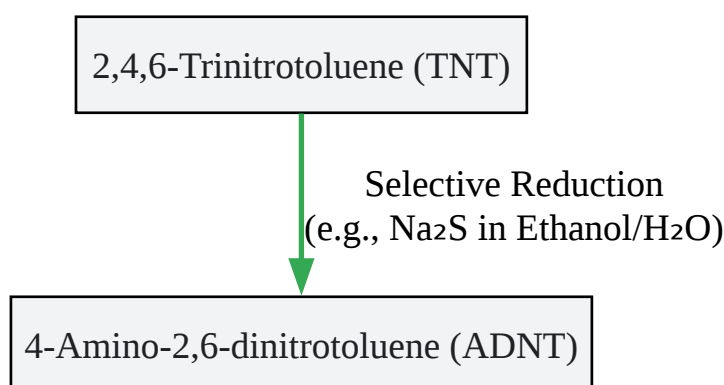 2,4,6-Trinitrotoluene (TNT)
Selective Reduction
(e.g., Na₂S in Ethanol/H₂O)
4-Amino-2,6-dinitrotoluene (ADNT)